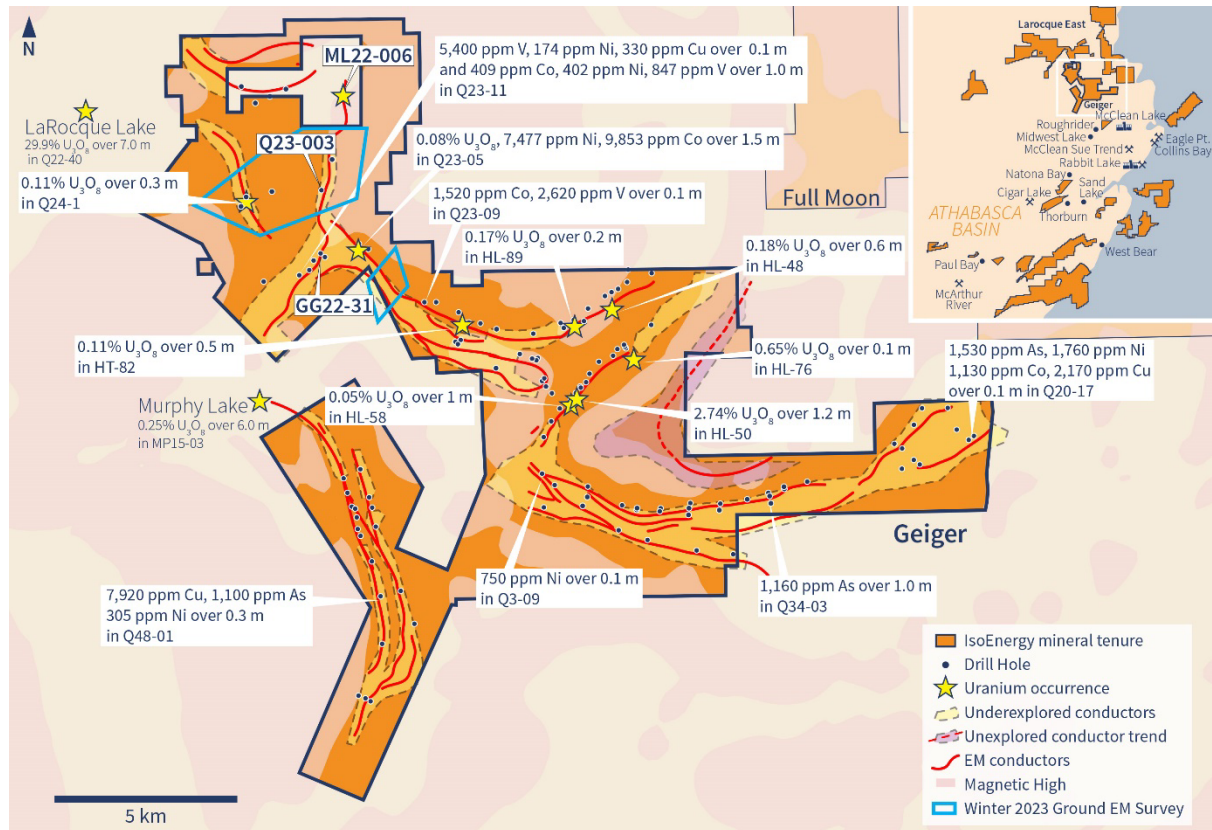 N
ML22-006
5,400 ppm V, 174 ppm Ni, 330 ppm Cu over 0.1 m
and 409 ppm Co, 402 ppm Ni, 847 ppm V over 1.0 m
in Q23-11
LaRocque Lake
29.9% U₃O₈ over 7.0 m
in Q22-40
Q23-003
0.08% U₃O₈, 7,477 ppm Ni, 9,853 ppm Co over 1.5 m
in Q23-05
0.11% U₃O₈ over 0.3 m
in Q24-1
1,520 ppm Co, 2,620 ppm V over 0.1 m
in Q23-09
Full Moon
0.17% U₃O₈ over 0.2 m
in HL-89
0.18% U₃O₈ over 0.6 m
in HL-48
GG22-31
0.11% U₃O₈ over 0.5 m
in HT-82
0.65% U₃O₈ over 0.1 m
in HL-76
1,530 ppm As, 1,760 ppm Ni
1,130 ppm Co, 2,170 ppm Cu
over 0.1 m in Q20-17
Murphy Lake
0.25% U₃O₈ over 6.0 m
in MP15-03
0.05% U₃O₈ over 1 m
in HL-58
2.74% U₃O₈ over 1.2 m
in HL-50
Geiger
750 ppm Ni over 0.1 m
in Q3-09
1,160 ppm As over 1.0 m
in Q34-03
7,920 ppm Cu, 1,100 ppm As
305 ppm Ni over 0.3 m
in Q48-01
5 km
Larocque East
Geiger
McClean Lake
Roughrider
Midwest Lake
Eagle Pt.
Collins Bay
McClean Sue Trend
Rabbit Lake
Natona Bay
Cigar Lake
Sand
Lake
Thorburn
ATHABASCA
BASIN
West Bear
Paul Bay
McArthur
River
IsoEnergy mineral tenure
Drill Hole
Uranium occurrence
Underexplored conductors
Unexplored conductor trend
EM conductors
Magnetic High
Winter 2023 Ground EM Survey